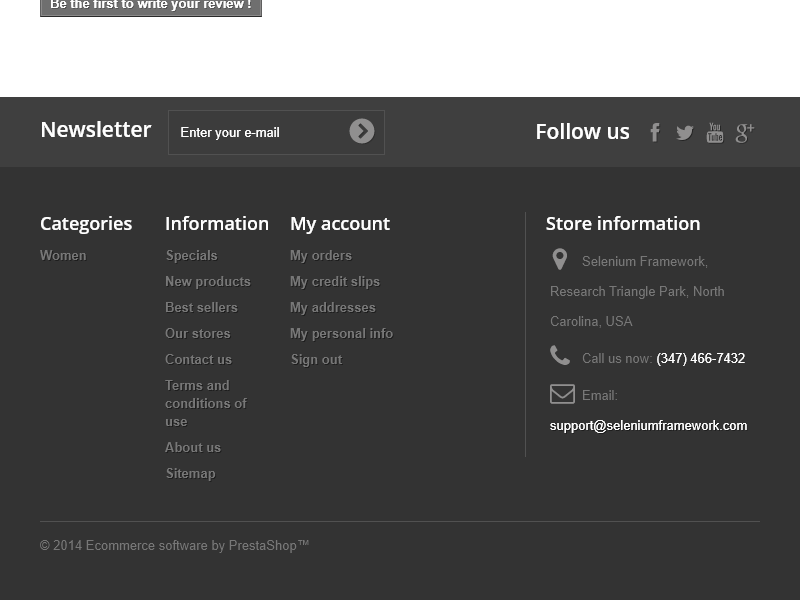 Be the first to write your review !
Newsletter
Enter your e-mail
Follow us
Categories
Women
Information
Specials
New products
Best sellers
Our stores
Contact us
Terms and
conditions of
use
About us
Sitemap
My account
My orders
My credit slips
My addresses
My personal info
Sign out
Store information
Selenium Framework,
Research Triangle Park, North
Carolina, USA
Call us now: (347) 466-7432
Email:
support@seleniumframework.com
© 2014 Ecommerce software by PrestaShop™